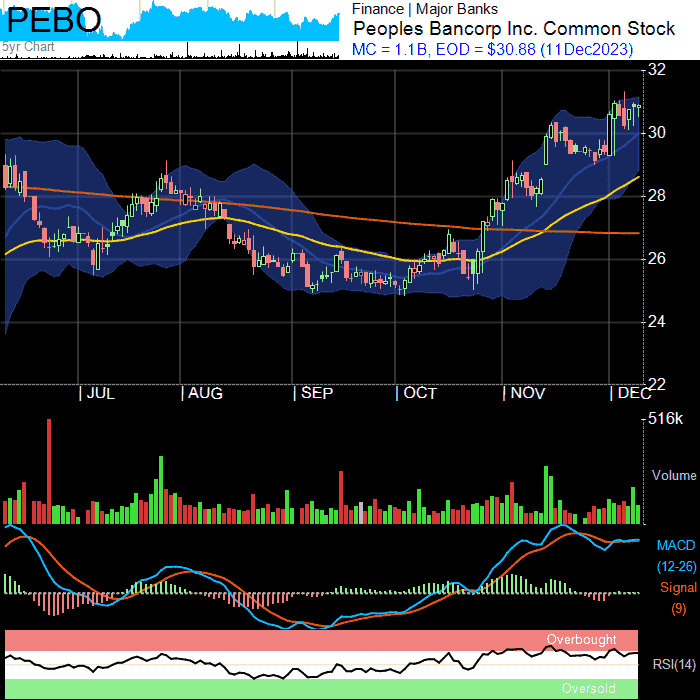 PEBO
5yr Chart
Finance | Major Banks
Peoples Bancorp Inc. Common Stock
MC = 1.1B, EOD = $30.88 (11Dec2023)
32
30
28
26
24
22
| JUL | AUG | SEP | OCT | NOV | DEC
516k
Volume
MACD
(12-26)
Signal
(9)
Overbought
RSI(14)
Oversold